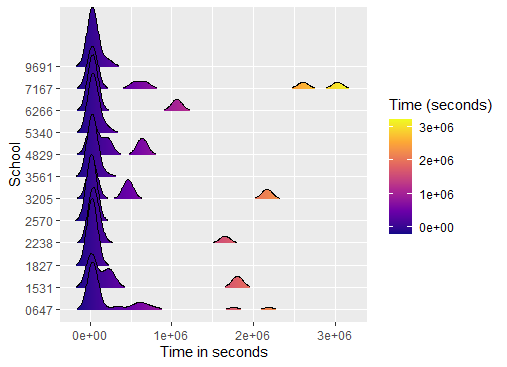 9691
7167
6266
5340
4829
3561
3205
2570
2238
1827
1531
0647
School
0e+00 1e+06 2e+06 3e+06
Time in seconds
Time (seconds)
3e+06
2e+06
1e+06
0e+00